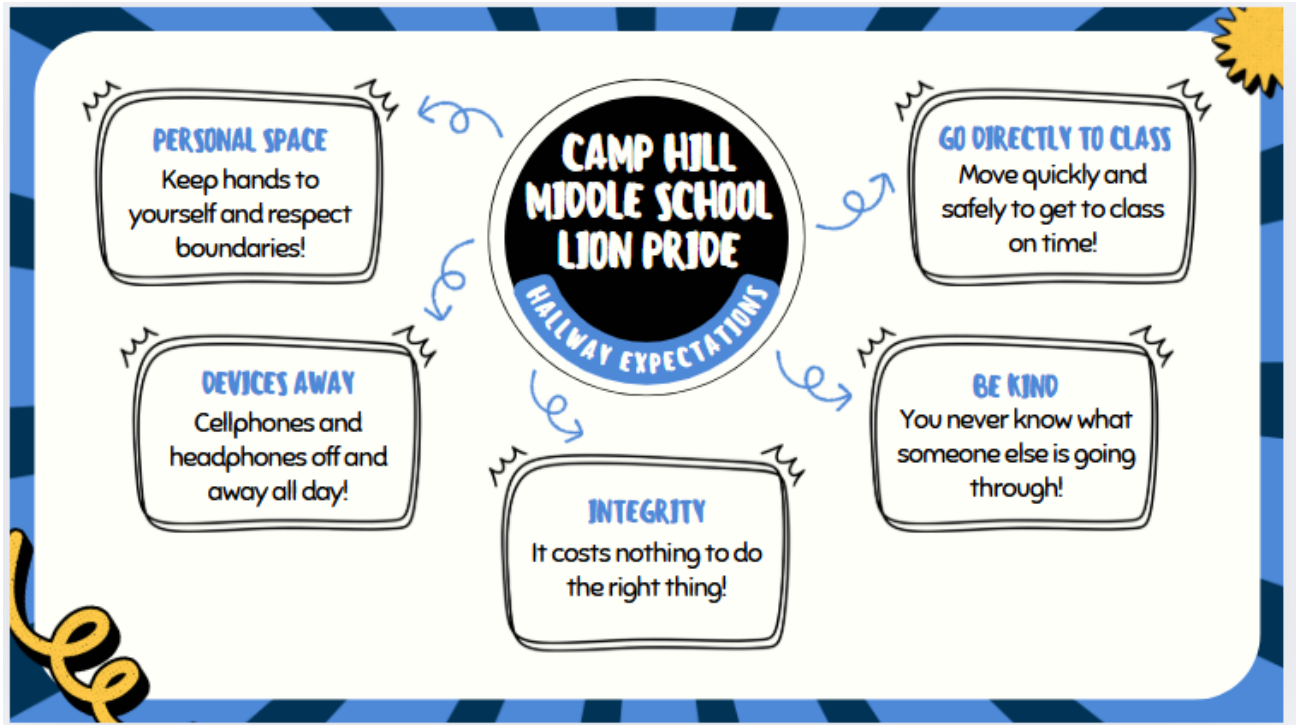 CAMP HILL
MIDDLE SCHOOL
LION PRIDE
HALLWAY EXPECTATIONS
PERSONAL SPACE
Keep hands to
yourself and respect
boundaries!
DEVICES AWAY
Cellphones and
headphones off and
away all day!
INTEGRITY
It costs nothing to do
the right thing!
GO DIRECTLY TO CLASS
Move quickly and
safely to get to class
on time!
BE KIND
You never know what
someone else is going
through!